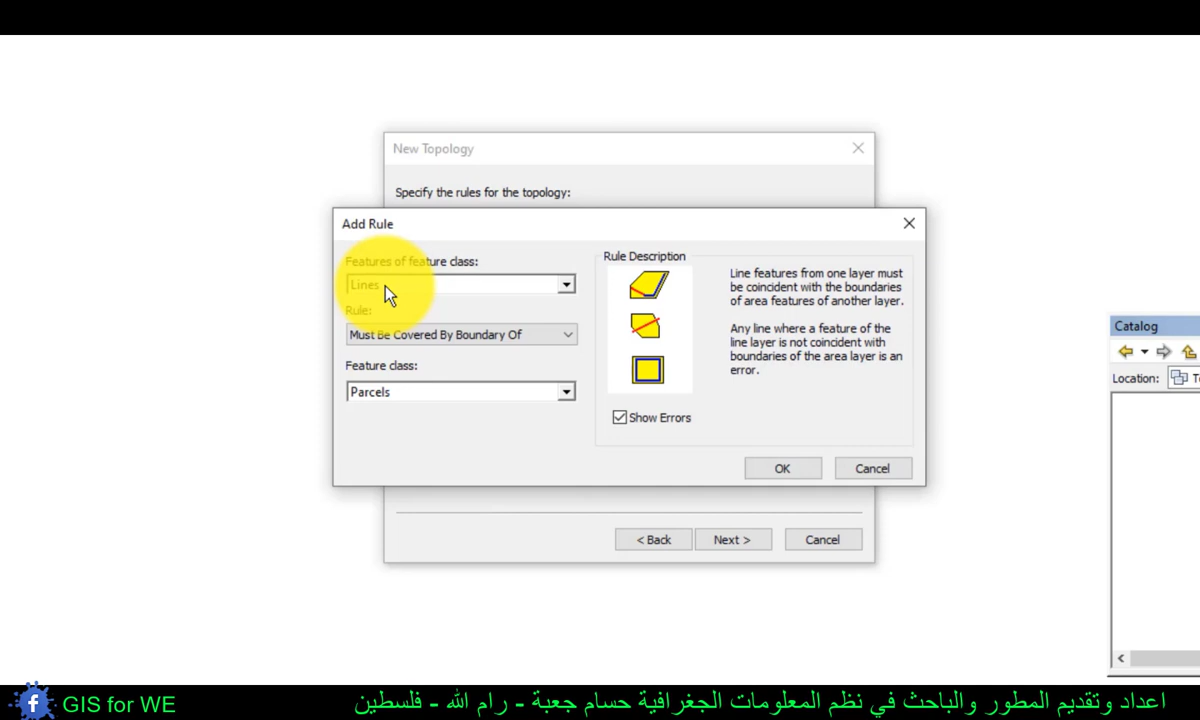 New Topology
Specify the rules for the topology:
Add Rule
Features of feature class:
Lines
Rule:
Must Be Covered By Boundary Of
Feature class:
Parcels
Rule Description
Line features from one layer must
be coincident with the boundaries
of area features of another layer.
Any line where a feature of the
line layer is not coincident with
boundaries of the area layer is an
error.
Show Errors
OK
Cancel
< Back
Next >
Cancel
Catalog
Location:
GIS for WE
اعداد وتقديم المطور والباحث في نظم المعلومات الجغرافية حسام جعبة - رام الله - فلسطين